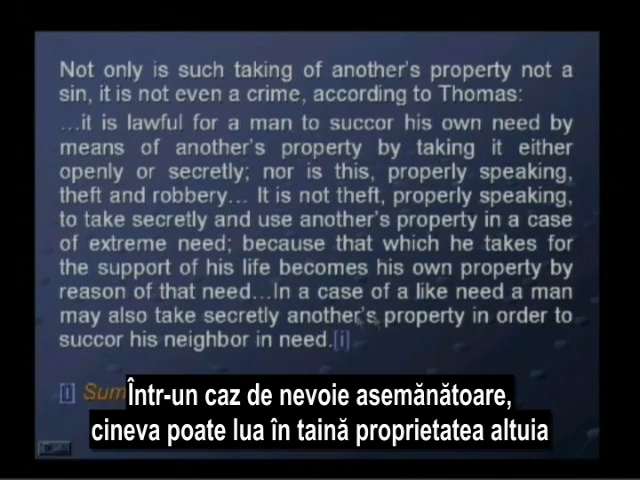 Not only is such taking of another's property not a
sin, it is not even a crime, according to Thomas:
…it is lawful for a man to succor his own need by
means of another's property by taking it either
openly or secretly; nor is this, properly speaking,
theft and robbery… It is not theft, properly speaking,
to take secretly and use another's property in a case
of extreme need; because that which he takes for
the support of his life becomes his own property by
reason of that need…In a case of a like need a man
may also take secretly another's property in order to
succor his neighbor in need.[i]
[i] Sum
Într-un caz de nevoie asemănătoare,
cineva poate lua în taină proprietatea altuia